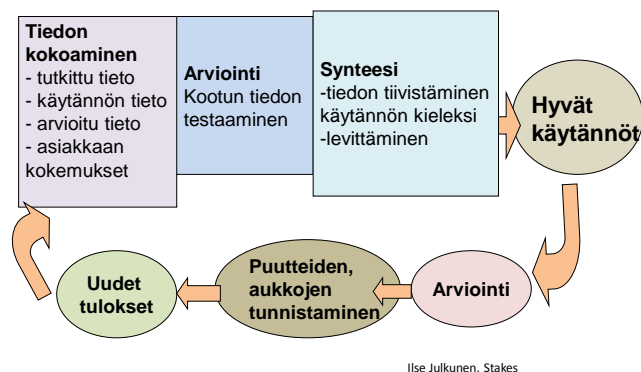 Tiedon
kokoaminen
- tutkittu tieto
- käytännön tieto
- arvioitu tieto
- asiakkaan
kokemukset
Arviointi
Kootun tiedon
testaaminen
Synteesi
-tiedon tiivistäminen
käytännön kieleksi
-levittäminen
Hyvät
käytännöt
Uudet
tulokset
Puutteiden,
aukkojen
tunnistaminen
Arviointi
Ilse Julkunen, Stakes